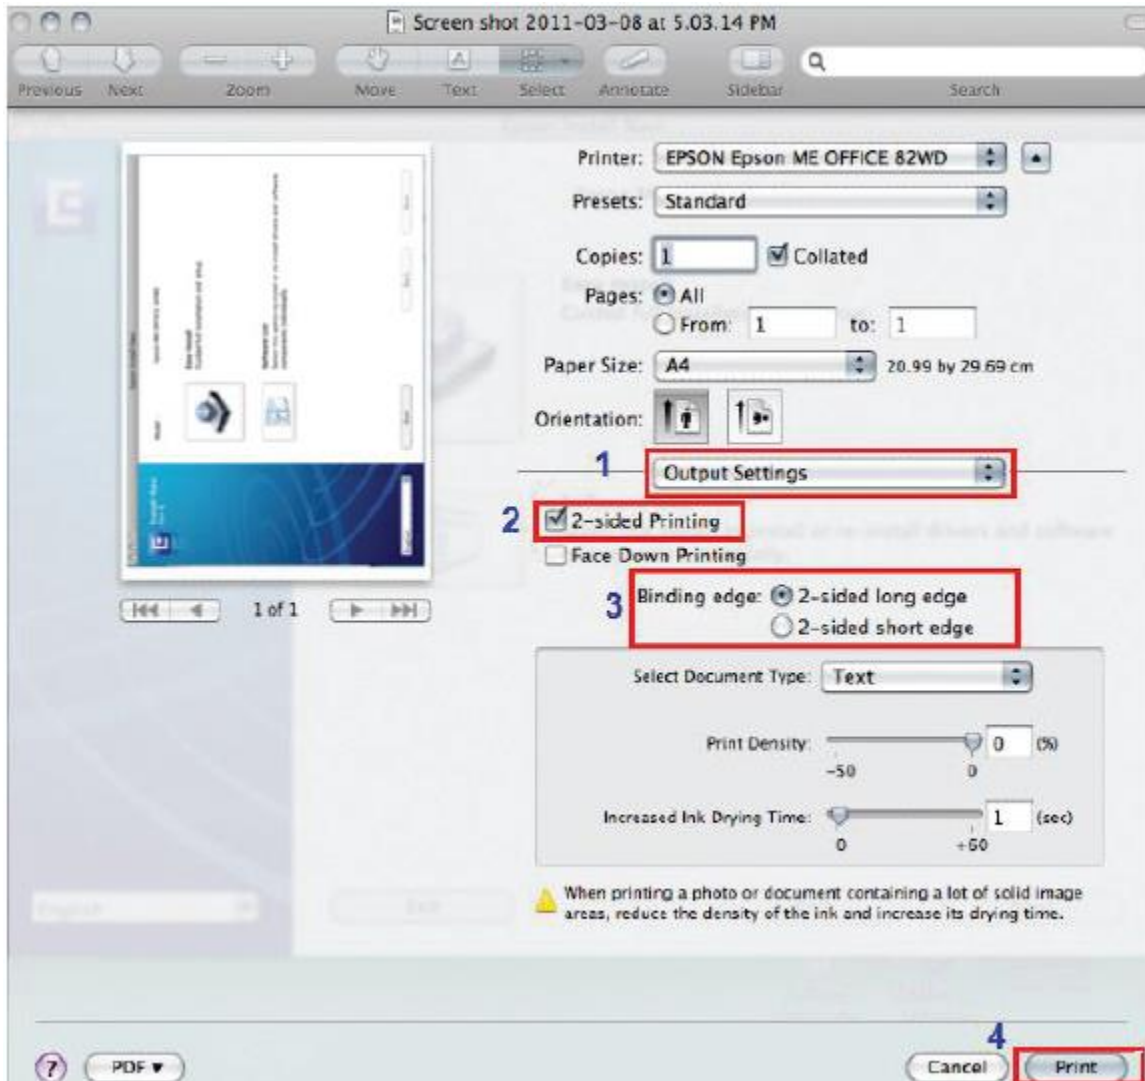 Screen shot 2011-03-08 at 5.03.14 PM
Previous Next Zoom Move Text Select Annotate Sidebar Search
Printer: EPSON Epson ME OFFICE 82WD
Presets: Standard
Copies: 1 Collated
Pages: All
From: 1 to: 1
Paper Size: A4 20.99 by 29.69 cm
Orientation:
1 Output Settings
2 2-sided Printing
Face Down Printing
3 Binding edge: 2-sided long edge
2-sided short edge
1 of 1
Select Document Type: Text
Print Density: 0 (%)
-50 0
Increased Ink Drying Time: 1 (sec)
0 +60
When printing a photo or document containing a lot of solid image
areas, reduce the density of the ink and increase its drying time.
English Exit
4
? PDF Cancel Print